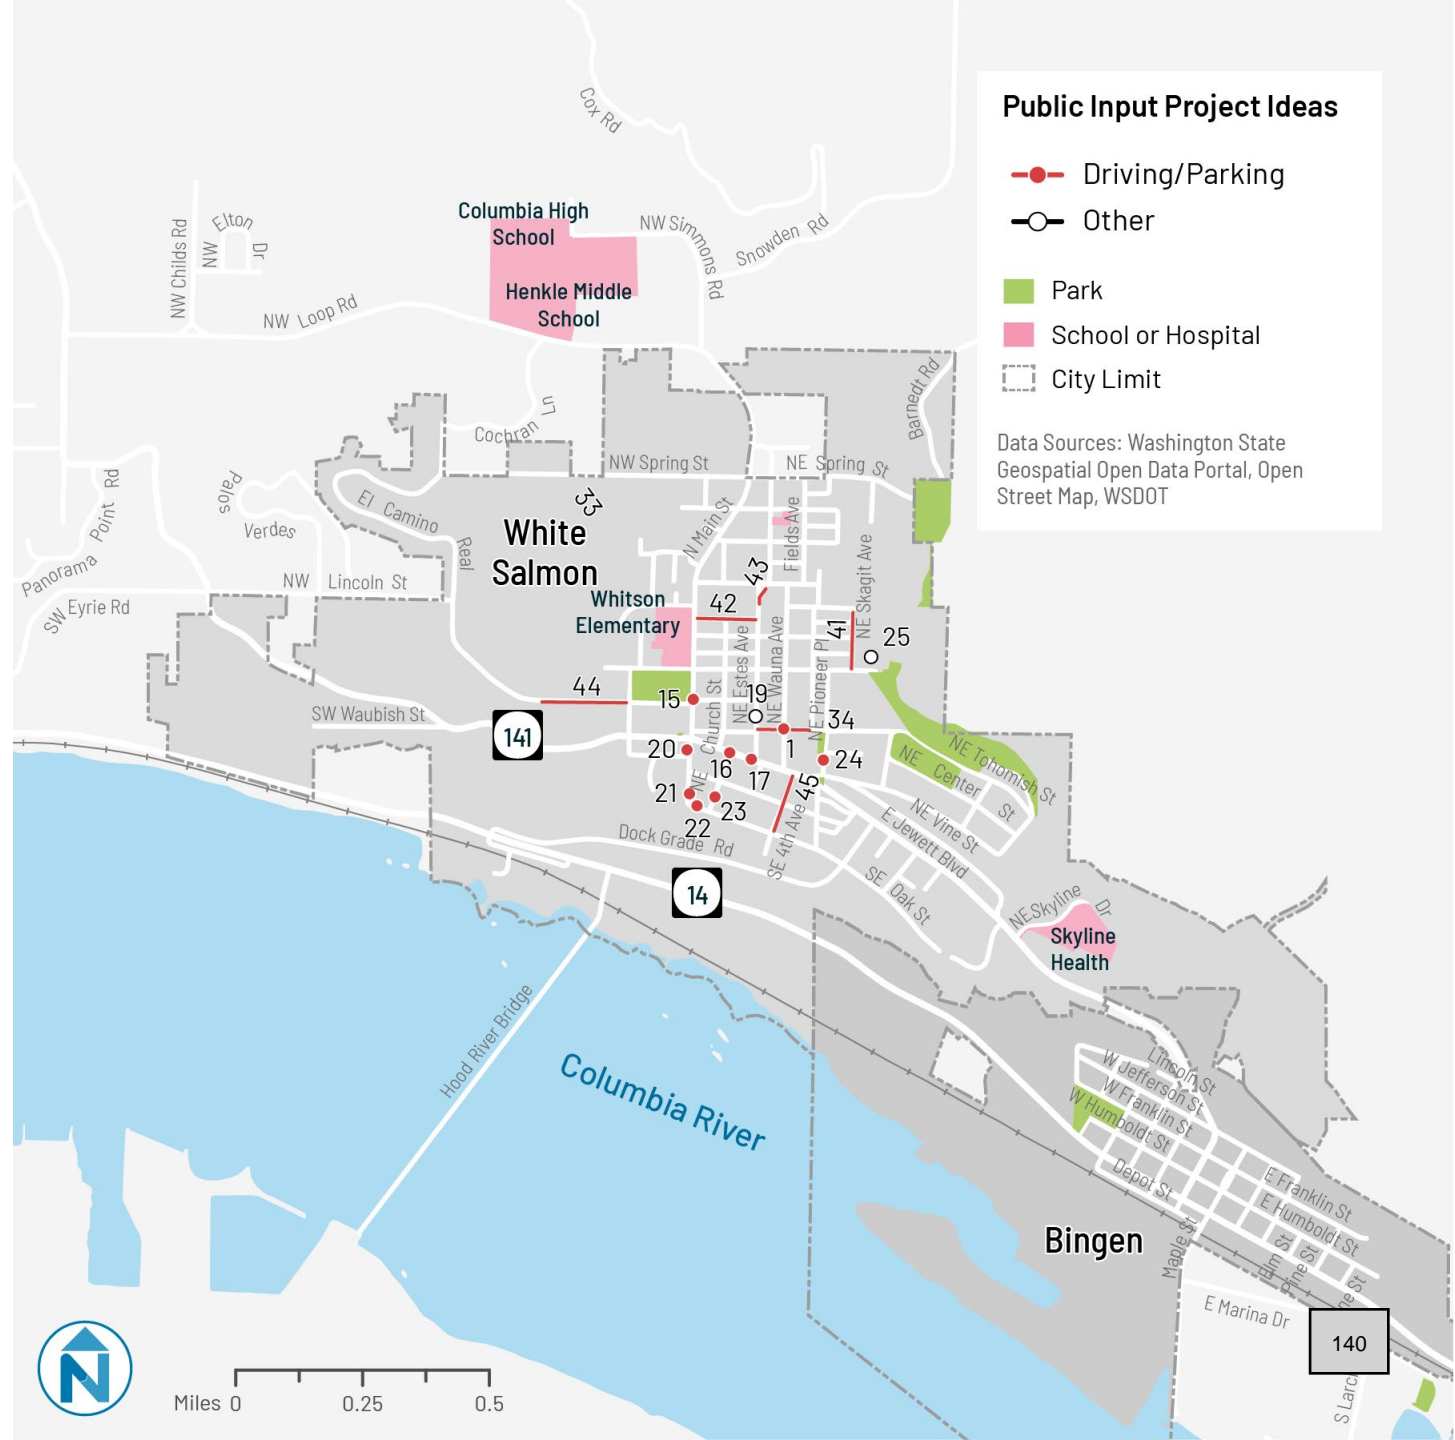 Public Input Project Ideas
Driving/Parking
Other
Park
School or Hospital
City Limit
Data Sources: Washington State
Geospatial Open Data Portal, Open
Street Map, WSDOT
Cox Rd
Columbia High
School
Henkle Middle
School
NW Simmons Rd
Snowden Rd
NW Childs Rd
NW Elton Dr
NW Loop Rd
Barnedt Rd
Cochran Ln
NW Spring St
NE Spring St
33
White
Salmon
El Camino Real
Palos
Verdes
Panorama Point Rd
NW Lincoln St
SW Eyrie Rd
N Main St
Fields Ave
NE Skagit Ave
43
42
41
25
Whitson
Elementary
NE Estes Ave
NE Wauna Ave
NE Pioneer Pl
NE Church St
44
15
19
34
1
SW Waubish St
141
20
16
17
24
21
22
23
45
NE Tohomish St
NE Center St
NE Vine St
E Jewett Blvd
SE 4th Ave
SE Oak St
Dock Grade Rd
14
NE Skyline Dr
Skyline
Health
Hood River Bridge
Columbia River
Lincoln St
W Jefferson St
W Franklin St
W Humboldt St
Depot St
E Franklin St
E Humboldt St
Bingen
Maple St
Elm St
Pine St
ne St
E Marina Dr
140
S Larc
N
Miles 0 0.25 0.5